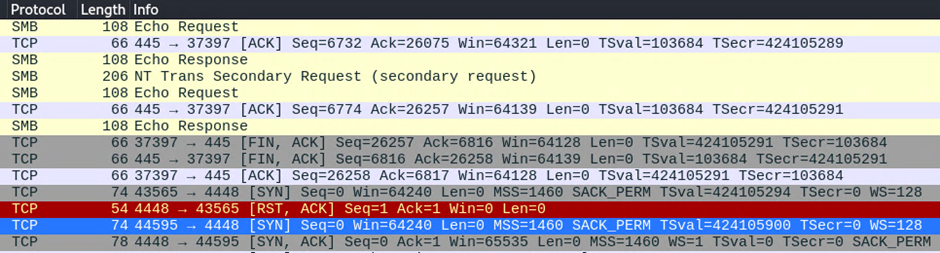 Protocol Length Info
SMB 108 Echo Request
TCP 66 445 → 37397 [ACK] Seq=6732 Ack=26075 Win=64321 Len=0 TSval=103684 TSecr=424105289
SMB 108 Echo Response
SMB 206 NT Trans Secondary Request (secondary request)
SMB 108 Echo Request
TCP 66 445 → 37397 [ACK] Seq=6774 Ack=26257 Win=64139 Len=0 TSval=103684 TSecr=424105291
SMB 108 Echo Response
TCP 66 37397 → 445 [FIN, ACK] Seq=26257 Ack=6816 Win=64128 Len=0 TSval=424105291 TSecr=103684
TCP 66 445 → 37397 [FIN, ACK] Seq=6816 Ack=26258 Win=64139 Len=0 TSval=103684 TSecr=424105291
TCP 66 37397 → 445 [ACK] Seq=26258 Ack=6817 Win=64128 Len=0 TSval=424105291 TSecr=103684
TCP 74 43565 → 4448 [SYN] Seq=0 Win=64240 Len=0 MSS=1460 SACK_PERM TSval=424105294 TSecr=0 WS=128
TCP 54 4448 → 43565 [RST, ACK] Seq=1 Ack=1 Win=0 Len=0
TCP 74 44595 → 4448 [SYN] Seq=0 Win=64240 Len=0 MSS=1460 SACK_PERM TSval=424105900 TSecr=0 WS=128
TCP 78 4448 → 44595 [SYN, ACK] Seq=0 Ack=1 Win=65535 Len=0 MSS=1460 WS=1 TSval=0 TSecr=0 SACK_PERM